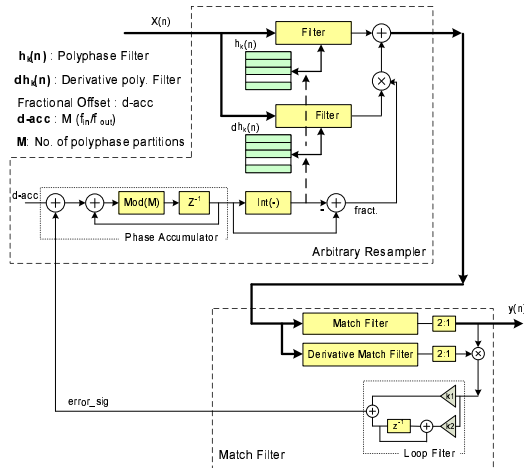 X(n)
h_k(n) : Polyphase Filter
dh_k(n) : Derivative poly. Filter
Fractional Offset : d-acc
d-acc : M (f_in/f_out)
M: No. of polyphase partitions
Filter
+
h_k(n)
×
Filter
dh_k(n)
d-acc
+
+
Mod(M)
Z^-1
Int(-)
+
-
fract.
Phase Accumulator
Arbitrary Resampler
Match Filter
2:1
y(n)
Derivative Match Filter
2:1
×
error_sig
+
k1
z^-1
+
k2
Loop Filter
Match Filter